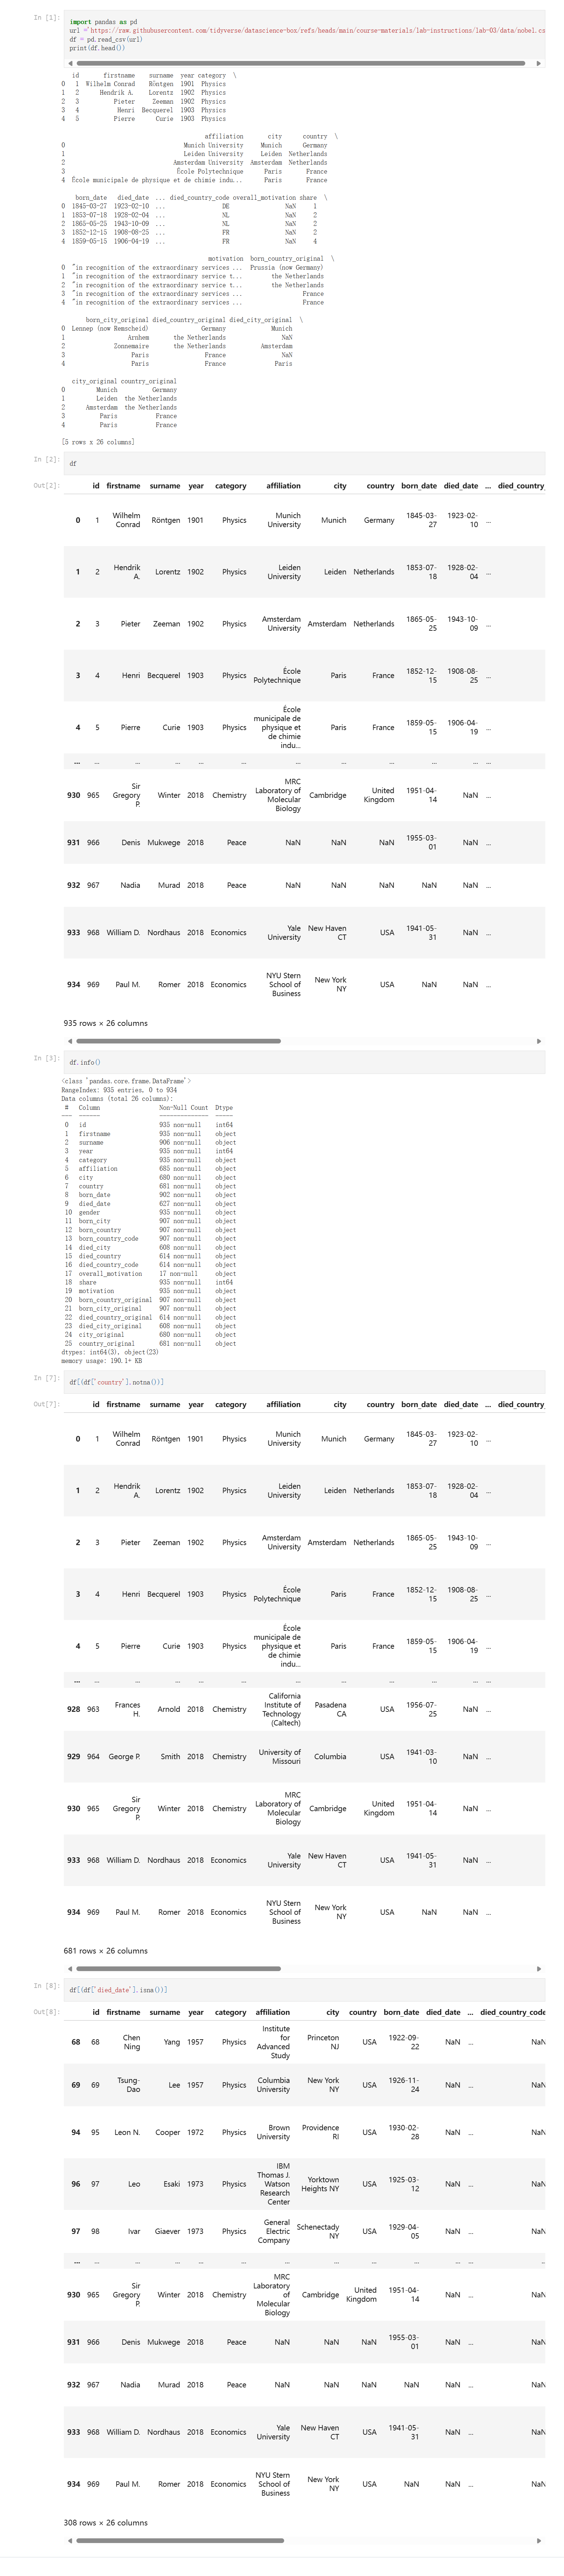 In [1]:
import pandas as pd
url ='https://raw.githubusercontent.com/tidyverse/datascience-box/refs/heads/main/course-materials/lab-instructions/lab-03/data/nobel.cs
df = pd.read_csv(url)
print(df.head())
id firstname surname year category \
0 1 Wilhelm Conrad Röntgen 1901 Physics
1 2 Hendrik A. Lorentz 1902 Physics
2 3 Pieter Zeeman 1902 Physics
3 4 Henri Becquerel 1903 Physics
4 5 Pierre Curie 1903 Physics
affiliation city country \
0 Munich University Munich Germany
1 Leiden University Leiden Netherlands
2 Amsterdam University Amsterdam Netherlands
3 École Polytechnique Paris France
4 École municipale de physique et de chimie indu... Paris France
born_date died_date ... died_country_code overall_motivation share \
0 1845-03-27 1923-02-10 ... DE NaN 1
1 1853-07-18 1928-02-04 ... NL NaN 2
2 1865-05-25 1943-10-09 ... NL NaN 2
3 1852-12-15 1908-08-25 ... FR NaN 2
4 1859-05-15 1906-04-19 ... FR NaN 4
motivation born_country_original \
0 "in recognition of the extraordinary services ... Prussia (now Germany)
1 "in recognition of the extraordinary service t... the Netherlands
2 "in recognition of the extraordinary service t... the Netherlands
3 "in recognition of the extraordinary services ... France
4 "in recognition of the extraordinary services ... France
born_city_original died_country_original died_city_original \
0 Lennep (now Remscheid) Germany Munich
1 Arnhem the Netherlands NaN
2 Zonnemaire the Netherlands Amsterdam
3 Paris France NaN
4 Paris France Paris
city_original country_original
0 Munich Germany
1 Leiden the Netherlands
2 Amsterdam the Netherlands
3 Paris France
4 Paris France
[5 rows x 26 columns]
In [2]:
df
Out[2]:
id firstname surname year category affiliation city country born_date died_date ... died_country_
0 1 Wilhelm Conrad Röntgen 1901 Physics Munich University Munich Germany 1845-03-27 1923-02-10 ...
1 2 Hendrik A. Lorentz 1902 Physics Leiden University Leiden Netherlands 1853-07-18 1928-02-04 ...
2 3 Pieter Zeeman 1902 Physics Amsterdam University Amsterdam Netherlands 1865-05-25 1943-10-09 ...
3 4 Henri Becquerel 1903 Physics École Polytechnique Paris France 1852-12-15 1908-08-25 ...
4 5 Pierre Curie 1903 Physics École municipale de physique et de chimie indu... Paris France 1859-05-15 1906-04-19 ...
... ... ... ... ... ... ... ... ... ... ... ...
930 965 Sir Gregory P. Winter 2018 Chemistry MRC Laboratory of Molecular Biology Cambridge United Kingdom 1951-04-14 NaN ...
931 966 Denis Mukwege 2018 Peace NaN NaN NaN 1955-03-01 NaN ...
932 967 Nadia Murad 2018 Peace NaN NaN NaN NaN NaN ...
933 968 William D. Nordhaus 2018 Economics Yale University New Haven CT USA 1941-05-31 NaN ...
934 969 Paul M. Romer 2018 Economics NYU Stern School of Business New York NY USA NaN NaN ...
935 rows × 26 columns
In [3]:
df.info()
<class 'pandas.core.frame.DataFrame'>
RangeIndex: 935 entries, 0 to 934
Data columns (total 26 columns):
# Column Non-Null Count Dtype
--- ------ -------------- -----
0 id 935 non-null int64
1 firstname 935 non-null object
2 surname 906 non-null object
3 year 935 non-null int64
4 category 935 non-null object
5 affiliation 685 non-null object
6 city 680 non-null object
7 country 681 non-null object
8 born_date 902 non-null object
9 died_date 627 non-null object
10 gender 935 non-null object
11 born_city 907 non-null object
12 born_country 907 non-null object
13 born_country_code 907 non-null object
14 died_city 608 non-null object
15 died_country 614 non-null object
16 died_country_code 614 non-null object
17 overall_motivation 17 non-null object
18 share 935 non-null int64
19 motivation 935 non-null object
20 born_country_original 907 non-null object
21 born_city_original 907 non-null object
22 died_country_original 614 non-null object
23 died_city_original 608 non-null object
24 city_original 680 non-null object
25 country_original 681 non-null object
dtypes: int64(3), object(23)
memory usage: 190.1+ KB
In [7]:
df[(df['country'].notna())]
Out[7]:
id firstname surname year category affiliation city country born_date died_date ... died_country_
0 1 Wilhelm Conrad Röntgen 1901 Physics Munich University Munich Germany 1845-03-27 1923-02-10 ...
1 2 Hendrik A. Lorentz 1902 Physics Leiden University Leiden Netherlands 1853-07-18 1928-02-04 ...
2 3 Pieter Zeeman 1902 Physics Amsterdam University Amsterdam Netherlands 1865-05-25 1943-10-09 ...
3 4 Henri Becquerel 1903 Physics École Polytechnique Paris France 1852-12-15 1908-08-25 ...
4 5 Pierre Curie 1903 Physics École municipale de physique et de chimie indu... Paris France 1859-05-15 1906-04-19 ...
... ... ... ... ... ... ... ... ... ... ... ...
928 963 Frances H. Arnold 2018 Chemistry California Institute of Technology (Caltech) Pasadena CA USA 1956-07-25 NaN ...
929 964 George P. Smith 2018 Chemistry University of Missouri Columbia USA 1941-03-10 NaN ...
930 965 Sir Gregory P. Winter 2018 Chemistry MRC Laboratory of Molecular Biology Cambridge United Kingdom 1951-04-14 NaN ...
933 968 William D. Nordhaus 2018 Economics Yale University New Haven CT USA 1941-05-31 NaN ...
934 969 Paul M. Romer 2018 Economics NYU Stern School of Business New York NY USA NaN NaN ...
681 rows × 26 columns
In [8]:
df[(df['died_date'].isna())]
Out[8]:
id firstname surname year category affiliation city country born_date died_date ... died_country_code
68 68 Chen Ning Yang 1957 Physics Institute for Advanced Study Princeton NJ USA 1922-09-22 NaN ... NaN
69 69 Tsung-Dao Lee 1957 Physics Columbia University New York NY USA 1926-11-24 NaN ... NaN
94 95 Leon N. Cooper 1972 Physics Brown University Providence RI USA 1930-02-28 NaN ... NaN
96 97 Leo Esaki 1973 Physics IBM Thomas J. Watson Research Center Yorktown Heights NY USA 1925-03-12 NaN ... NaN
97 98 Ivar Giaever 1973 Physics General Electric Company Schenectady NY USA 1929-04-05 NaN ... NaN
... ... ... ... ... ... ... ... ... ... ... ... ...
930 965 Sir Gregory P. Winter 2018 Chemistry MRC Laboratory of Molecular Biology Cambridge United Kingdom 1951-04-14 NaN ... NaN
931 966 Denis Mukwege 2018 Peace NaN NaN NaN 1955-03-01 NaN ... NaN
932 967 Nadia Murad 2018 Peace NaN NaN NaN NaN NaN ... NaN
933 968 William D. Nordhaus 2018 Economics Yale University New Haven CT USA 1941-05-31 NaN ... NaN
934 969 Paul M. Romer 2018 Economics NYU Stern School of Business New York NY USA NaN NaN ... NaN
308 rows × 26 columns